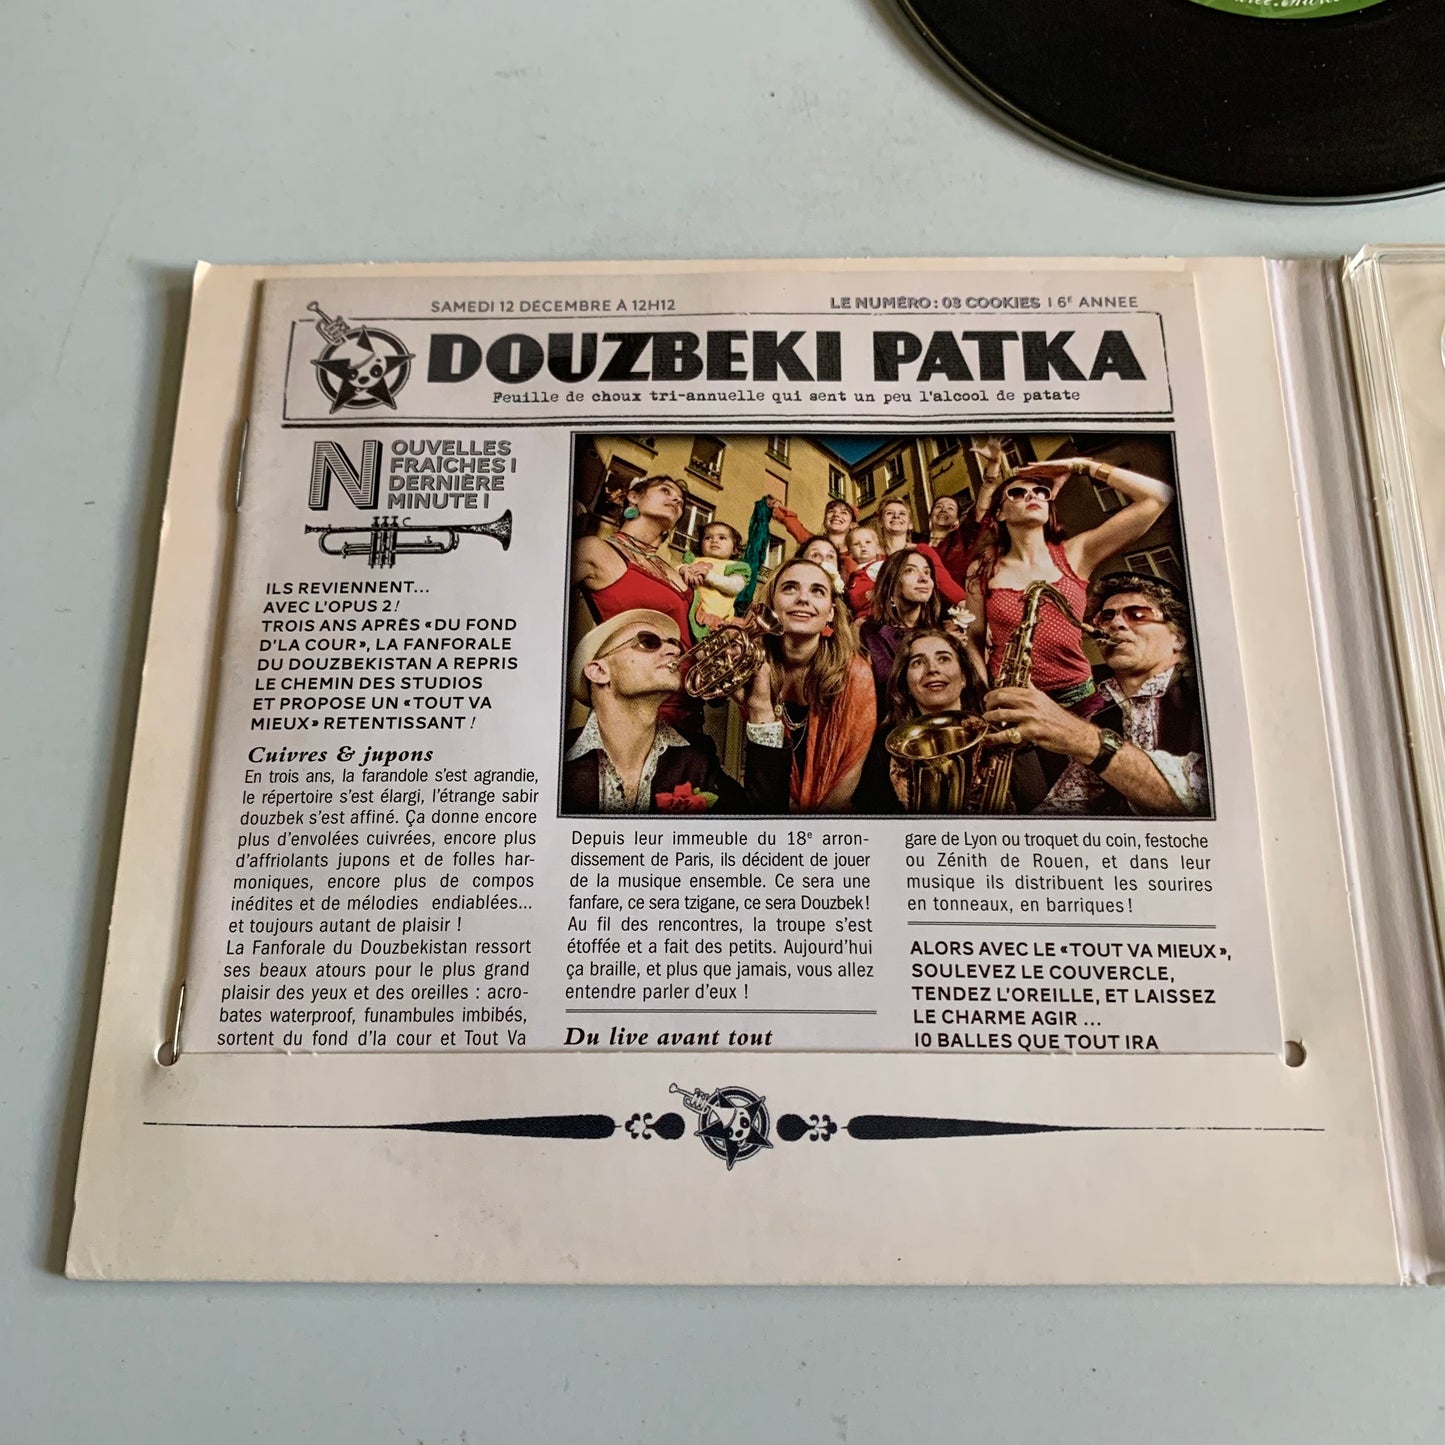 SAMEDI 12 DÉCEMBRE À 12H12
LE NUMÉRO: 03 COOKIES I 6E ANNEE
DOUZBEKI PATKA
Feuille de choux tri-annuelle qui sent un peu l'alcool de patate
NOUVELLES
FRAÎCHES !
DERNIÈRE
MINUTE !
ILS REVIENNENT...
AVEC L'OPUS 2!
TROIS ANS APRÈS «DU FOND
D'LA COUR», LA FANFORALE
DU DOUZBEKISTAN A REPRIS
LE CHEMIN DES STUDIOS
ET PROPOSE UN «TOUT VA
MIEUX» RETENTISSANT !
Cuivres & jupons
En trois ans, la farandole s'est agrandie,
le répertoire s'est élargi, l'étrange sabir
douzbek s'est affiné. Ça donne encore
plus d'envolées cuivrées, encore plus
d'affriolants jupons et de folles har-
moniques, encore plus de compos
inédites et de mélodies endiablées...
et toujours autant de plaisir !
La Fanforale du Douzbekistan ressort
ses beaux atours pour le plus grand
plaisir des yeux et des oreilles : acro-
bates waterproof, funambules imbibés,
sortent du fond d'la cour et Tout Va
Depuis leur immeuble du 18e arron-
dissement de Paris, ils décident de jouer
de la musique ensemble. Ce sera une
fanfare, ce sera tzigane, ce sera Douzbek!
Au fil des rencontres, la troupe s'est
étoffée et a fait des petits. Aujourd'hui
ça braille, et plus que jamais, vous allez
entendre parler d'eux !
Du live avant tout
gare de Lyon ou troquet du coin, festoche
ou Zénith de Rouen, et dans leur
musique ils distribuent les sourires
en tonneaux, en barriques!
ALORS AVEC LE «TOUT VA MIEUX»,
SOULEVEZ LE COUVERCLE,
TENDEZ L'OREILLE, ET LAISSEZ
LE CHARME AGIR ...
10 BALLES QUE TOUT IRA